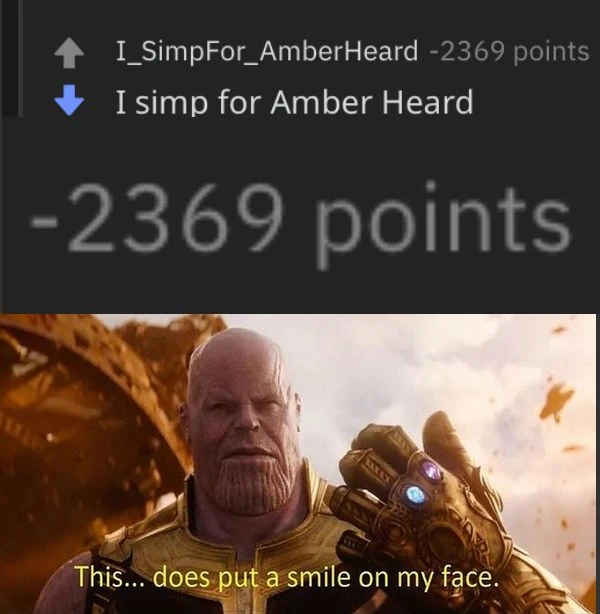 I_SimpFor_AmberHeard -2369 points
I simp for Amber Heard
-2369 points
This... does put a smile on my face.